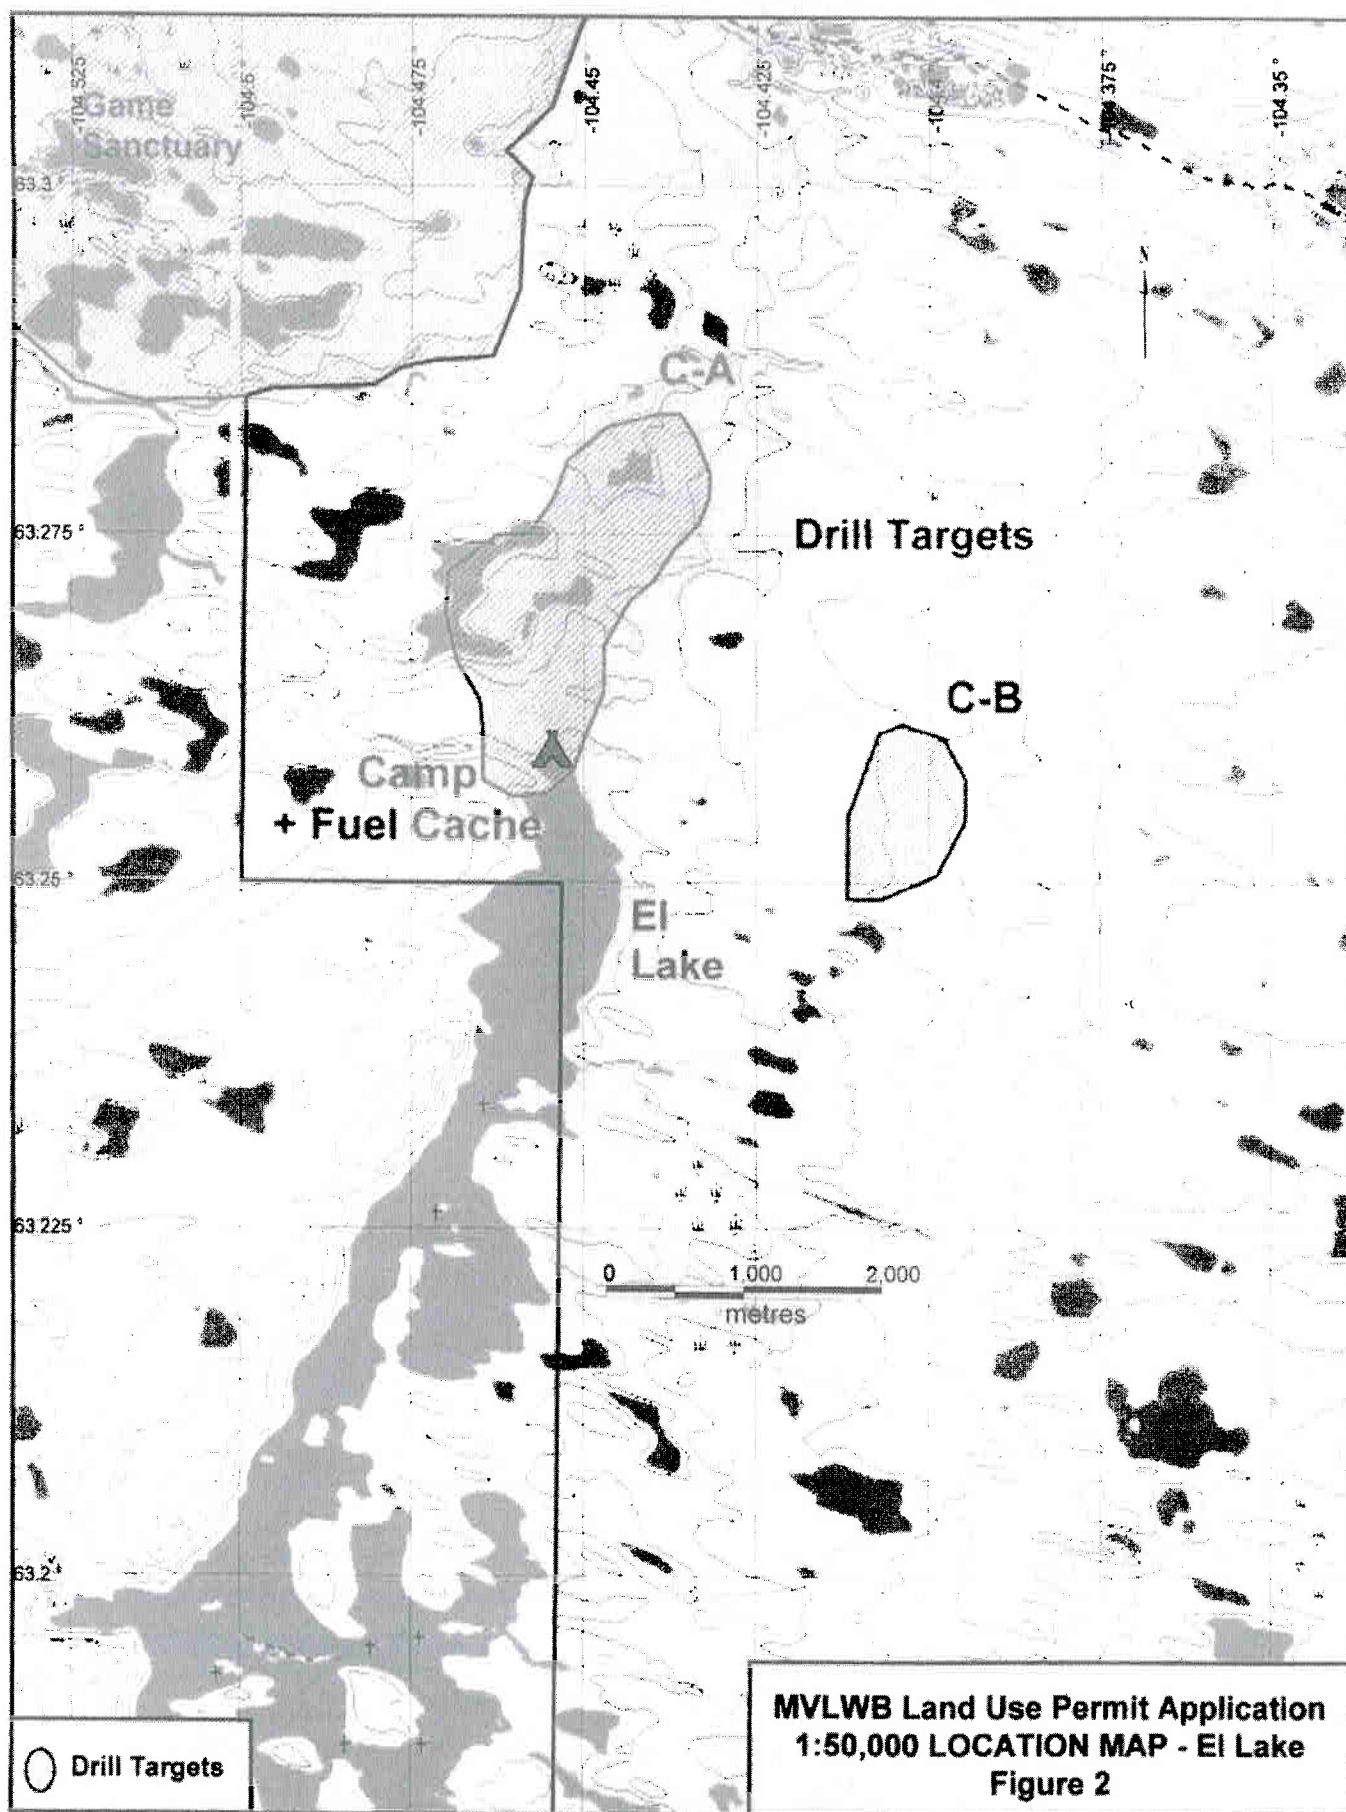 -104.525 °
-104.5 °
-104.475 °
-104.45 °
-104.425 °
-104.4 °
-104.375 °
-104.35 °
Game
Sanctuary
63.3 °
N
C-A
63.275 °
Drill Targets
C-B
Camp
+ Fuel Cache
63.25 °
El
Lake
63.225 °
0 1,000 2,000
metres
63.2 °
MVLWB Land Use Permit Application
1:50,000 LOCATION MAP - El Lake
Figure 2
Drill Targets